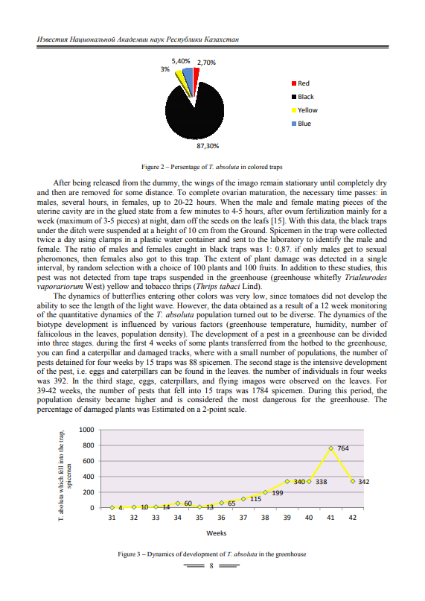 Известия Национальной Академии наук Республики Казахстан
5,40% 2,70%
3%
Red
Black
Yellow
Blue
87,30%
Figure 2 – Persentage of T. absoluta in colored traps
After being released from the dummy, the wings of the imago remain stationary until completely dry
and then are removed for some distance. To complete ovarian maturation, the necessary time passes: in
males, several hours, in females, up to 20-22 hours. When the male and female mating pieces of the
uterine cavity are in the glued state from a few minutes to 4-5 hours, after ovum fertilization mainly for a
week (maximum of 3-5 pieces) at night, dam off the seeds on the leafs [15]. With this data, the black traps
under the ditch were suspended at a height of 10 cm from the Ground. Spicemen in the trap were collected
twice a day using clamps in a plastic water container and sent to the laboratory to identify the male and
female. The ratio of males and females caught in black traps was 1: 0,87. if only males get to sexual
pheromones, then females also got to this trap. The extent of plant damage was detected in a single
interval, by random selection with a choice of 100 plants and 100 fruits. In addition to these studies, this
pest was not detected from tape traps suspended in the greenhouse (greenhouse whitefly Trialeurodes
vaporariorum West) yellow and tobacco thrips (Thrips tabaci Lind).
The dynamics of butterflies entering other colors was very low, since tomatoes did not develop the
ability to see the length of the light wave. However, the data obtained as a result of a 12 week monitoring
of the quantitative dynamics of the T. absoluta population turned out to be diverse. The dynamics of the
biotype development is influenced by various factors (greenhouse temperature, humidity, number of
faliicolous in the leaves, population density). The development of a pest in a greenhouse can be divided
into three stages. during the first 4 weeks of some plants transferred from the hotbed to the greenhouse,
you can find a caterpillar and damaged tracks, where with a small number of populations, the number of
pests detained for four weeks by 15 traps was 88 spicemen. The second stage is the intensive development
of the pest, i.e. eggs and caterpillars can be found in the leaves. the number of individuals in four weeks
was 392. In the third stage, eggs, caterpillars, and flying imagos were observed on the leaves. For
39-42 weeks, the number of pests that fell into 15 traps was 1784 spicemen. During this period, the
population density became higher and is considered the most dangerous for the greenhouse. The
percentage of damaged plants was Estimated on a 2-point scale.
T. absoluta which fell into the trap,
spicemen
1000
800
600
400
200
0
4 10 14 60 13 65 115 199 340 338 764 342
31 32 33 34 35 36 37 38 39 40 41 42
Weeks
Figure 3 – Dynamics of development of T. absoluta in the greenhouse
8